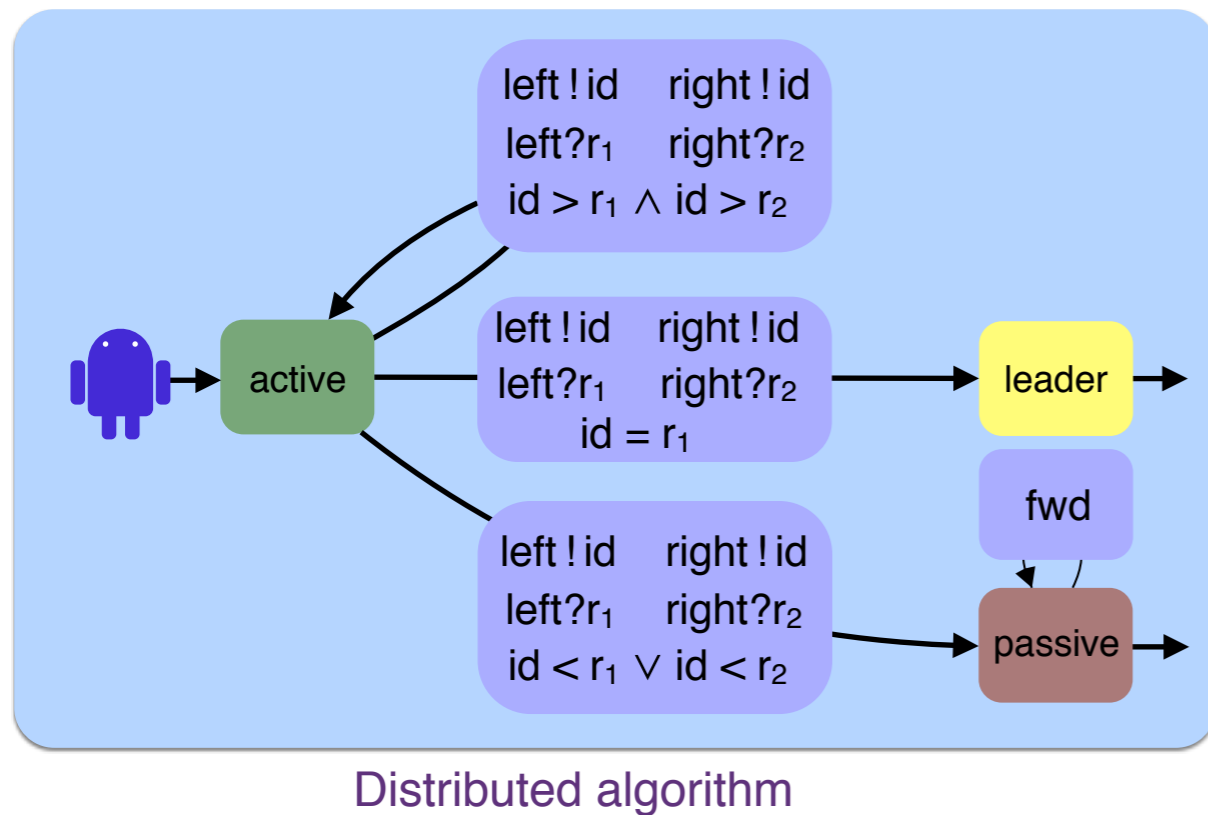 left ! id right ! id
left?r₁ right?r₂
id > r₁ ∧ id > r₂
left ! id right ! id
left?r₁ right?r₂
id = r₁
active
leader
fwd
left ! id right ! id
left?r₁ right?r₂
id < r₁ ∨ id < r₂
passive
Distributed algorithm